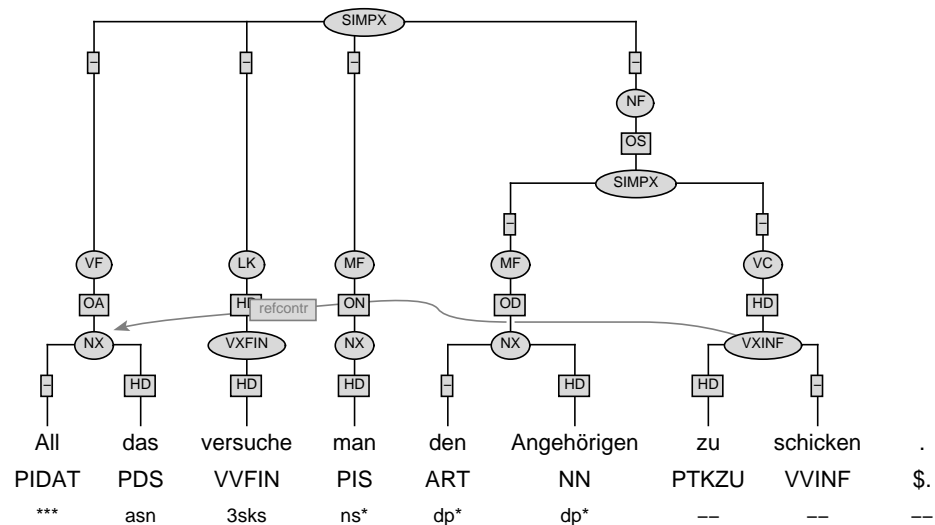 SIMPX
– – – –
NF
OS
SIMPX
– –
VF LK MF MF VC
OA HD ON OD HD
refcontr
NX VXFIN NX NX VXINF
– HD HD HD – HD HD –
All das versuche man den Angehörigen zu schicken .
PIDAT PDS VVFIN PIS ART NN PTKZU VVINF $.
*** asn 3sks ns* dp* dp* –– –– ––